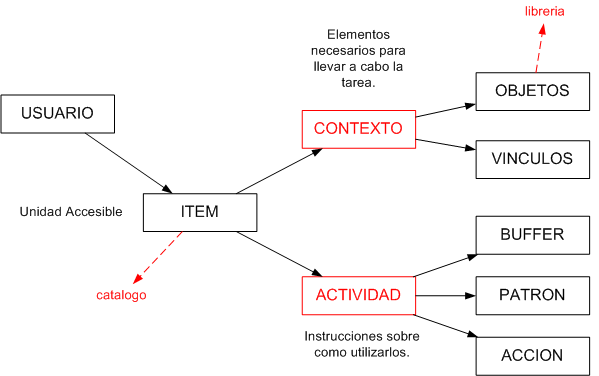 libreria
Elementos
necesarios para
llevar a cabo la
tarea.
OBJETOS
USUARIO
CONTEXTO
VINCULOS
Unidad Accesible
ITEM
BUFFER
catalogo
ACTIVIDAD
PATRON
Instrucciones sobre
como utilizarlos.
ACCION